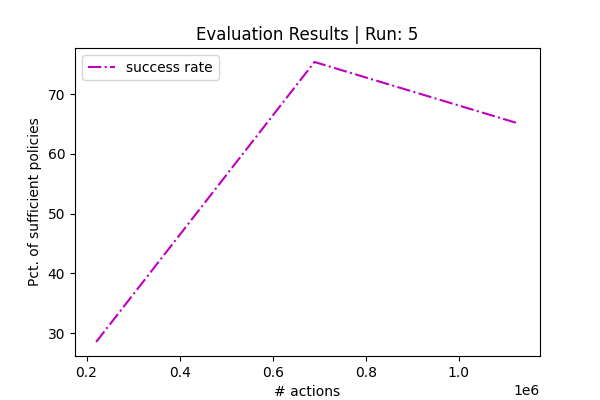 Evaluation Results | Run: 5
success rate
Pct. of sufficient policies
70
60
50
40
30
0.2 0.4 0.6 0.8 1.0
1e6
# actions